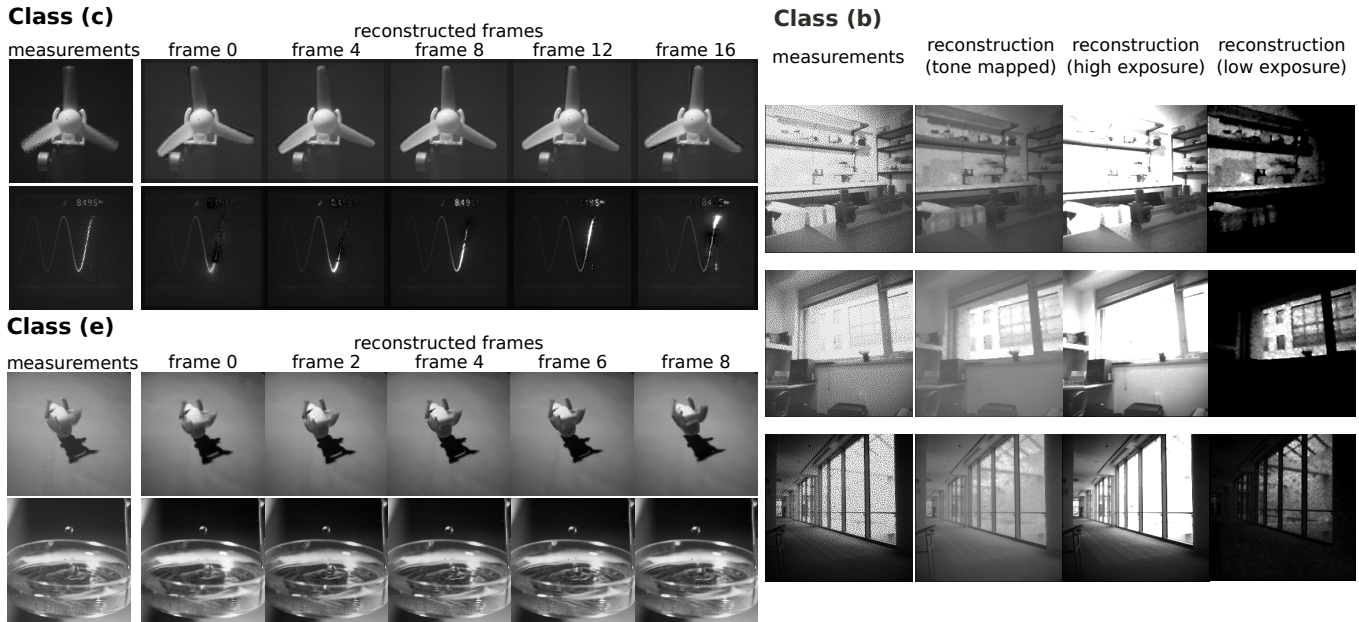 Class (c)
reconstructed frames
measurements frame 0 frame 4 frame 8 frame 12 frame 16
Class (e)
reconstructed frames
measurements frame 0 frame 2 frame 4 frame 6 frame 8
Class (b)
measurements
reconstruction
(tone mapped)
reconstruction
(high exposure)
reconstruction
(low exposure)